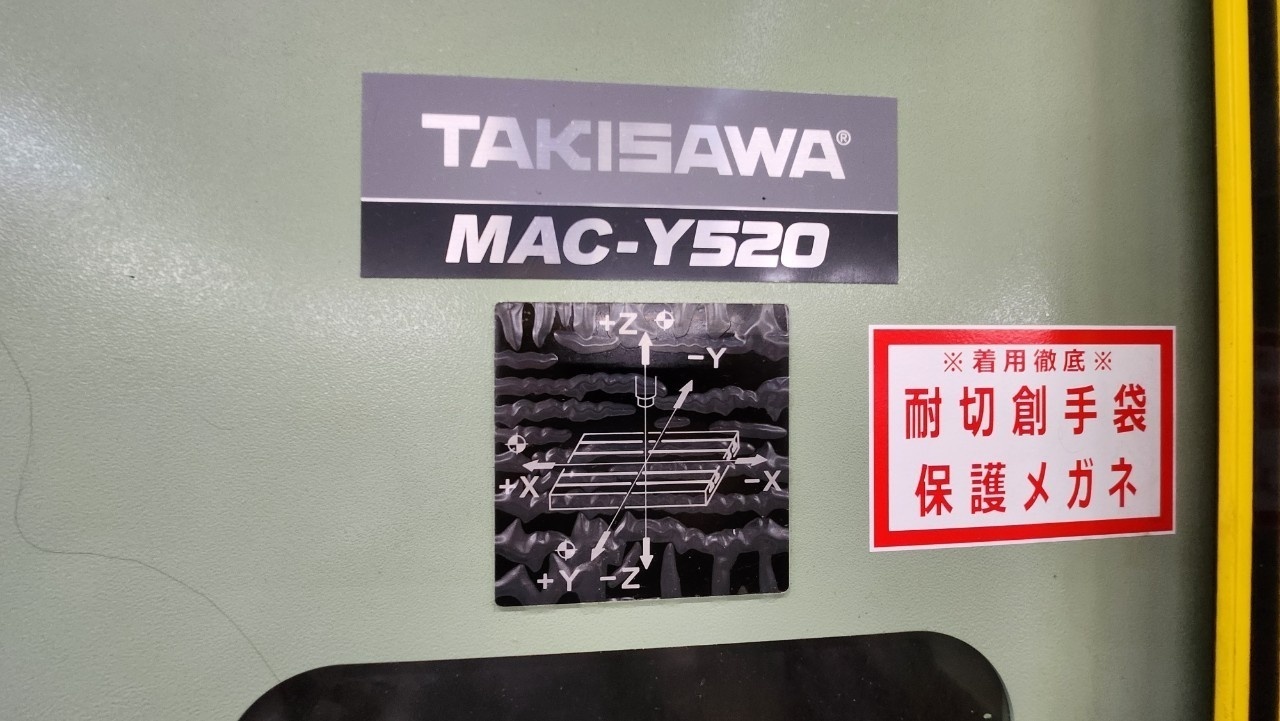 TAKISAWA®
MAC-Y520
+Z
-Y
+X
-X
+Y
-Z
※着用徹底※
耐切創手袋
保護メガネ